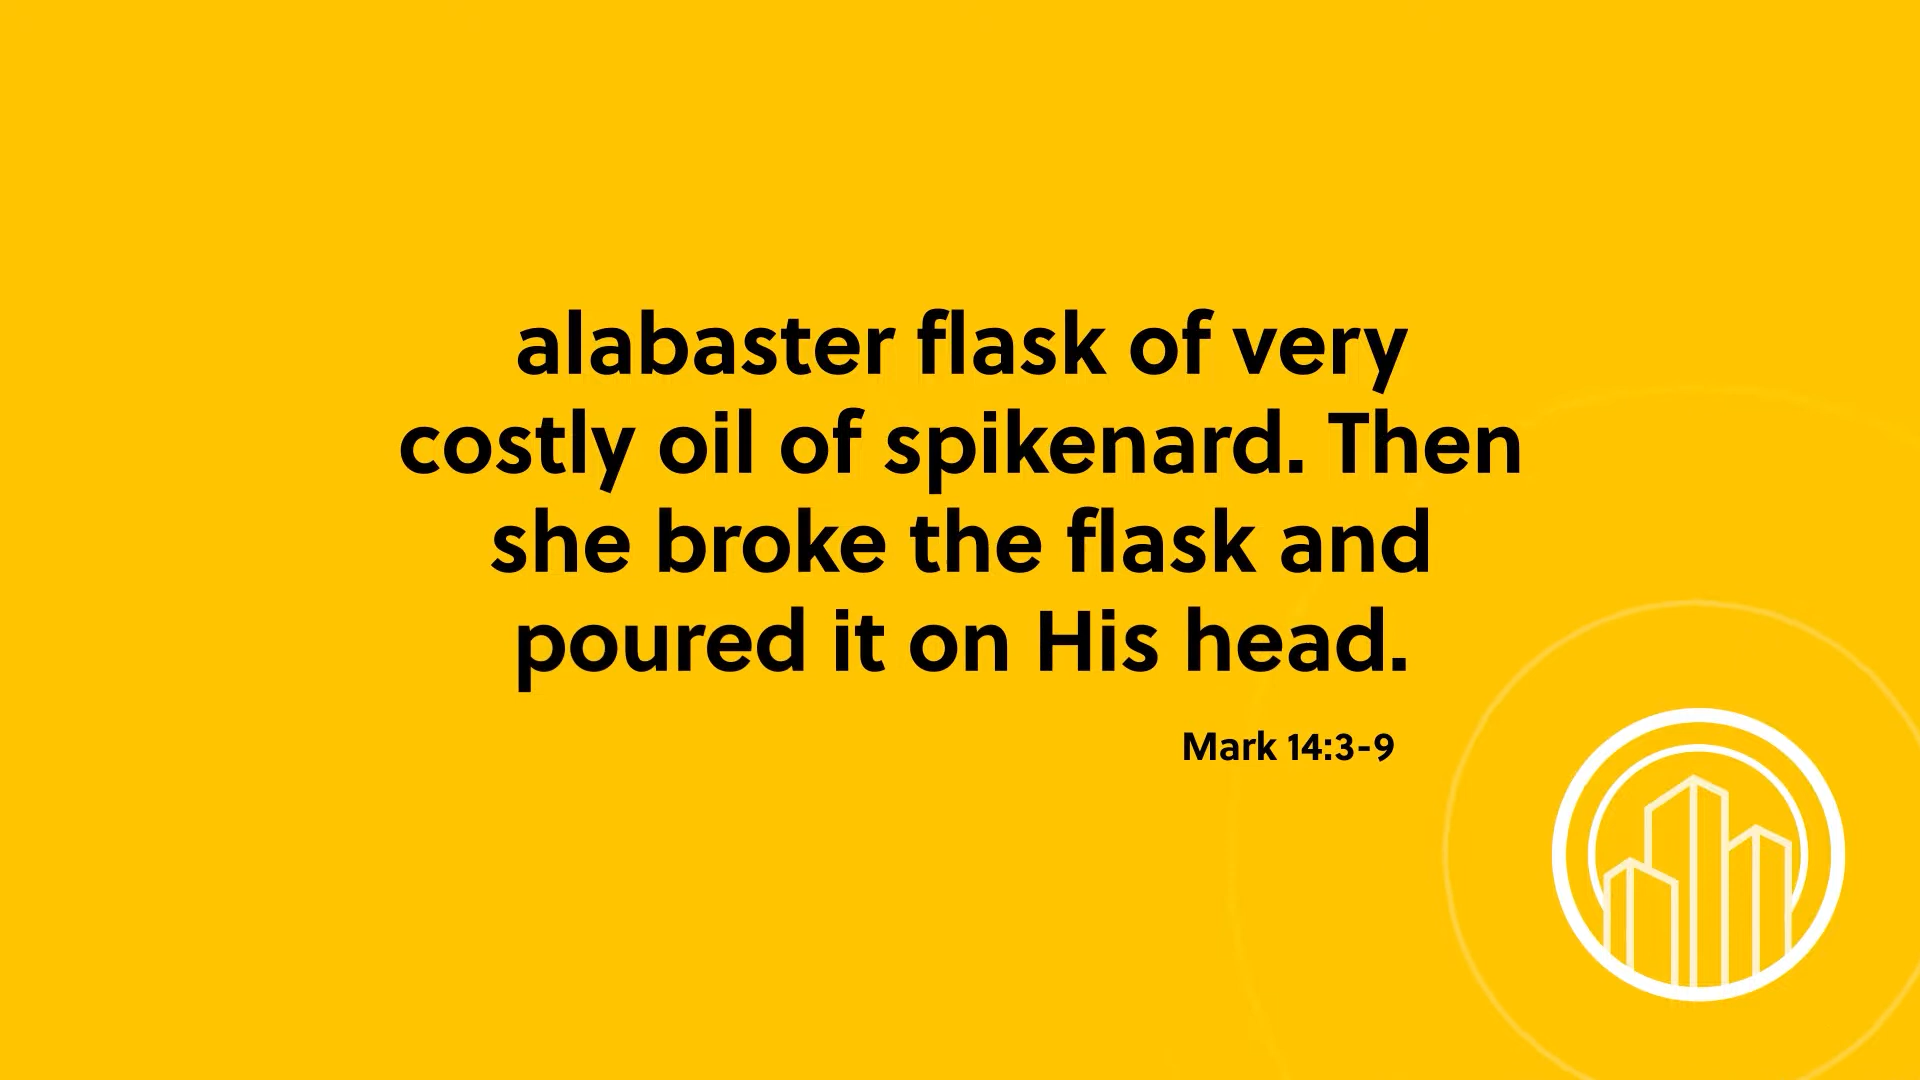 alabaster flask of very
costly oil of spikenard. Then
she broke the flask and
poured it on His head.
Mark 14:3-9